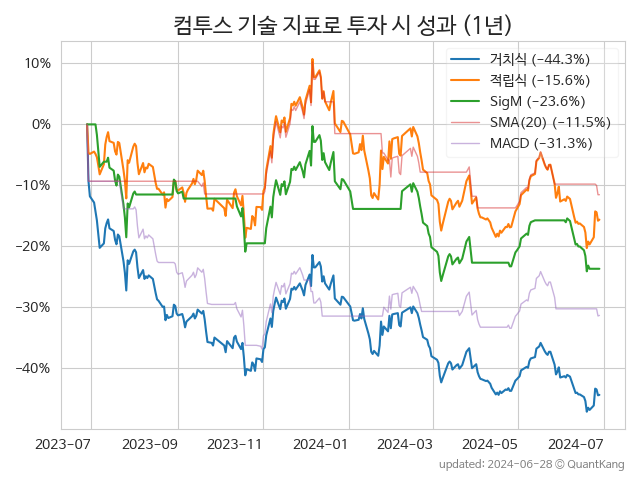 컴투스 기술 지표로 투자 시 성과 (1년)
거치식 (−44.3%)
적립식 (−15.6%)
SigM (−23.6%)
SMA(20) (−11.5%)
MACD (−31.3%)
10%
0%
−10%
−20%
−30%
−40%
2023-07 2023-09 2023-11 2024-01 2024-03 2024-05 2024-07
updated: 2024-06-28 ⓒ QuantKang